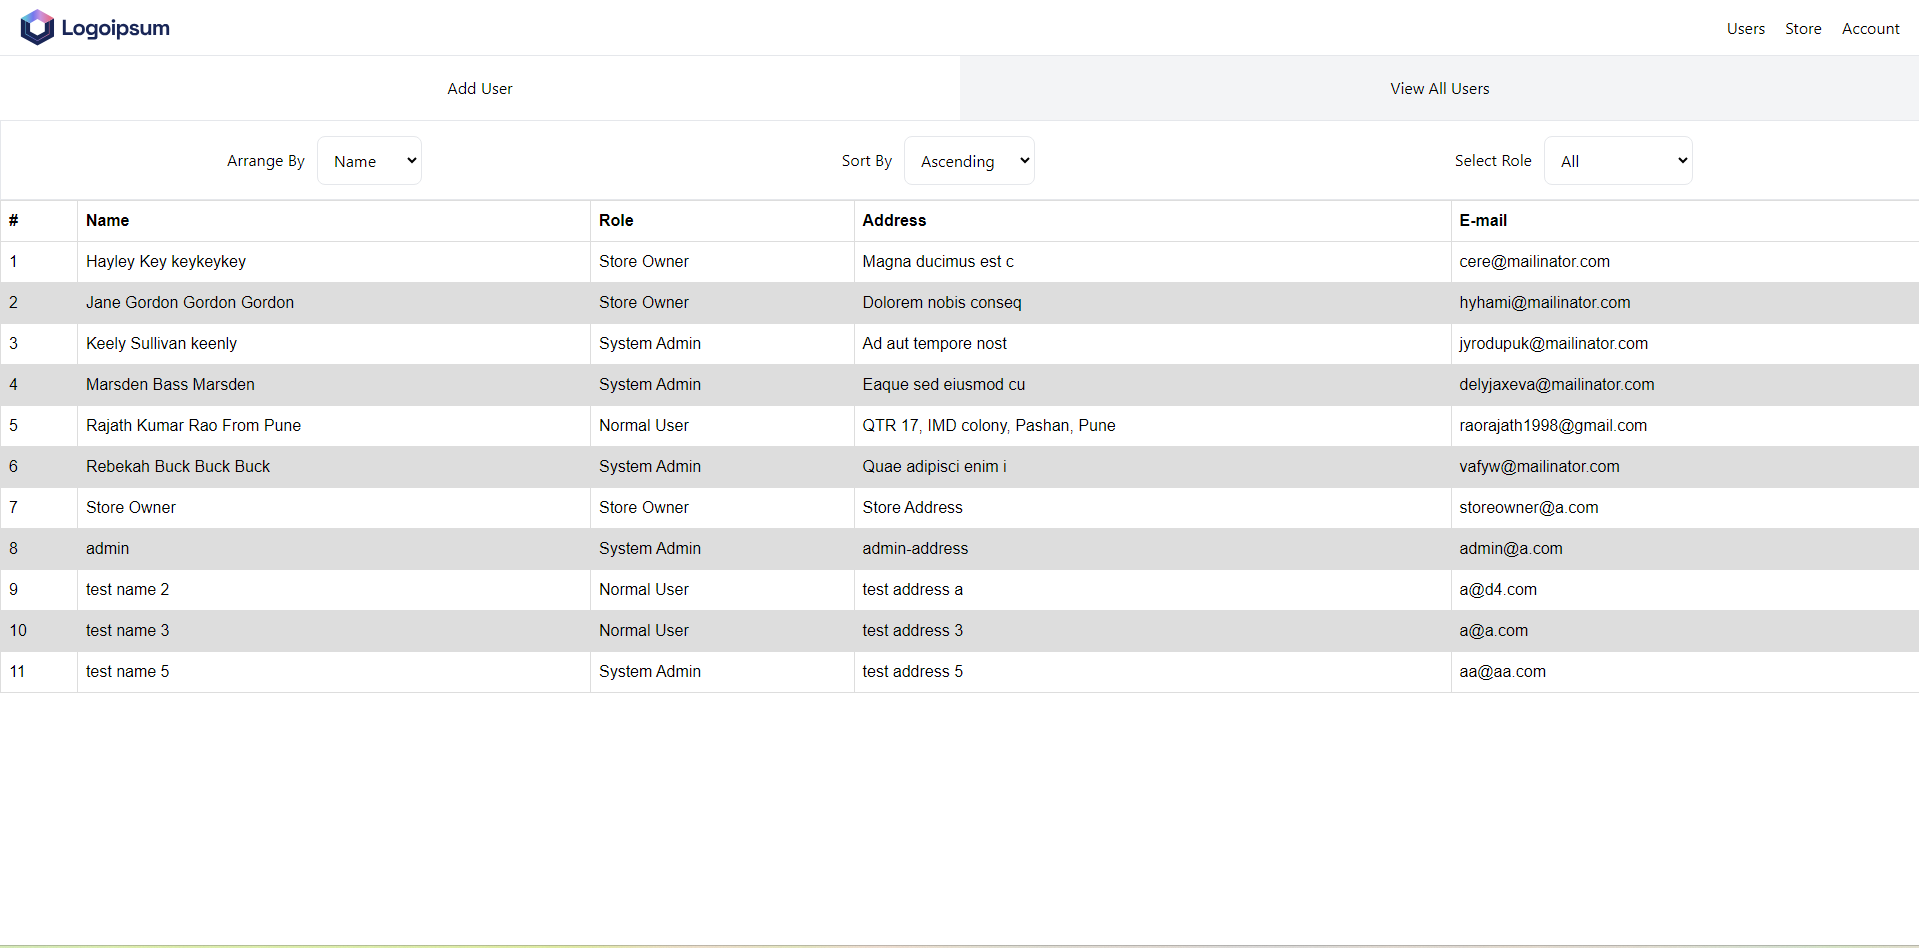 Logoipsum Users Store Account
Add User View All Users
Arrange By Name Sort By Ascending Select Role All
# Name Role Address E-mail
1 Hayley Key keykeykey Store Owner Magna ducimus est c cere@mailinator.com
2 Jane Gordon Gordon Gordon Store Owner Dolorem nobis conseq hyhami@mailinator.com
3 Keely Sullivan keenly System Admin Ad aut tempore nost jyrodupuk@mailinator.com
4 Marsden Bass Marsden System Admin Eaque sed eiusmod cu delyjaxeva@mailinator.com
5 Rajath Kumar Rao From Pune Normal User QTR 17, IMD colony, Pashan, Pune raorajath1998@gmail.com
6 Rebekah Buck Buck Buck System Admin Quae adipisci enim i vafyw@mailinator.com
7 Store Owner Store Owner Store Address storeowner@a.com
8 admin System Admin admin-address admin@a.com
9 test name 2 Normal User test address a a@d4.com
10 test name 3 Normal User test address 3 a@a.com
11 test name 5 System Admin test address 5 aa@aa.com